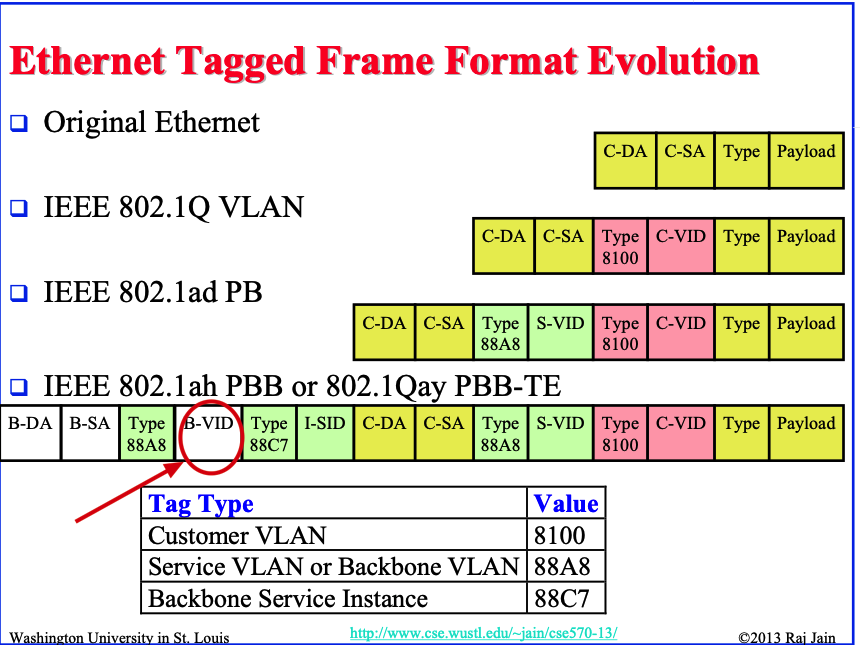 Ethernet Tagged Frame Format Evolution
Original Ethernet
C-DA C-SA Type Payload
IEEE 802.1Q VLAN
C-DA C-SA Type 8100 C-VID Type Payload
IEEE 802.1ad PB
C-DA C-SA Type 88A8 S-VID Type 8100 C-VID Type Payload
IEEE 802.1ah PBB or 802.1Qay PBB-TE
B-DA B-SA Type 88A8 B-VID Type 88C7 I-SID C-DA C-SA Type 88A8 S-VID Type 8100 C-VID Type Payload
Tag Type Value
Customer VLAN 8100
Service VLAN or Backbone VLAN 88A8
Backbone Service Instance 88C7
Washington University in St. Louis http://www.cse.wustl.edu/~jain/cse570-13/ ©2013 Raj Jain